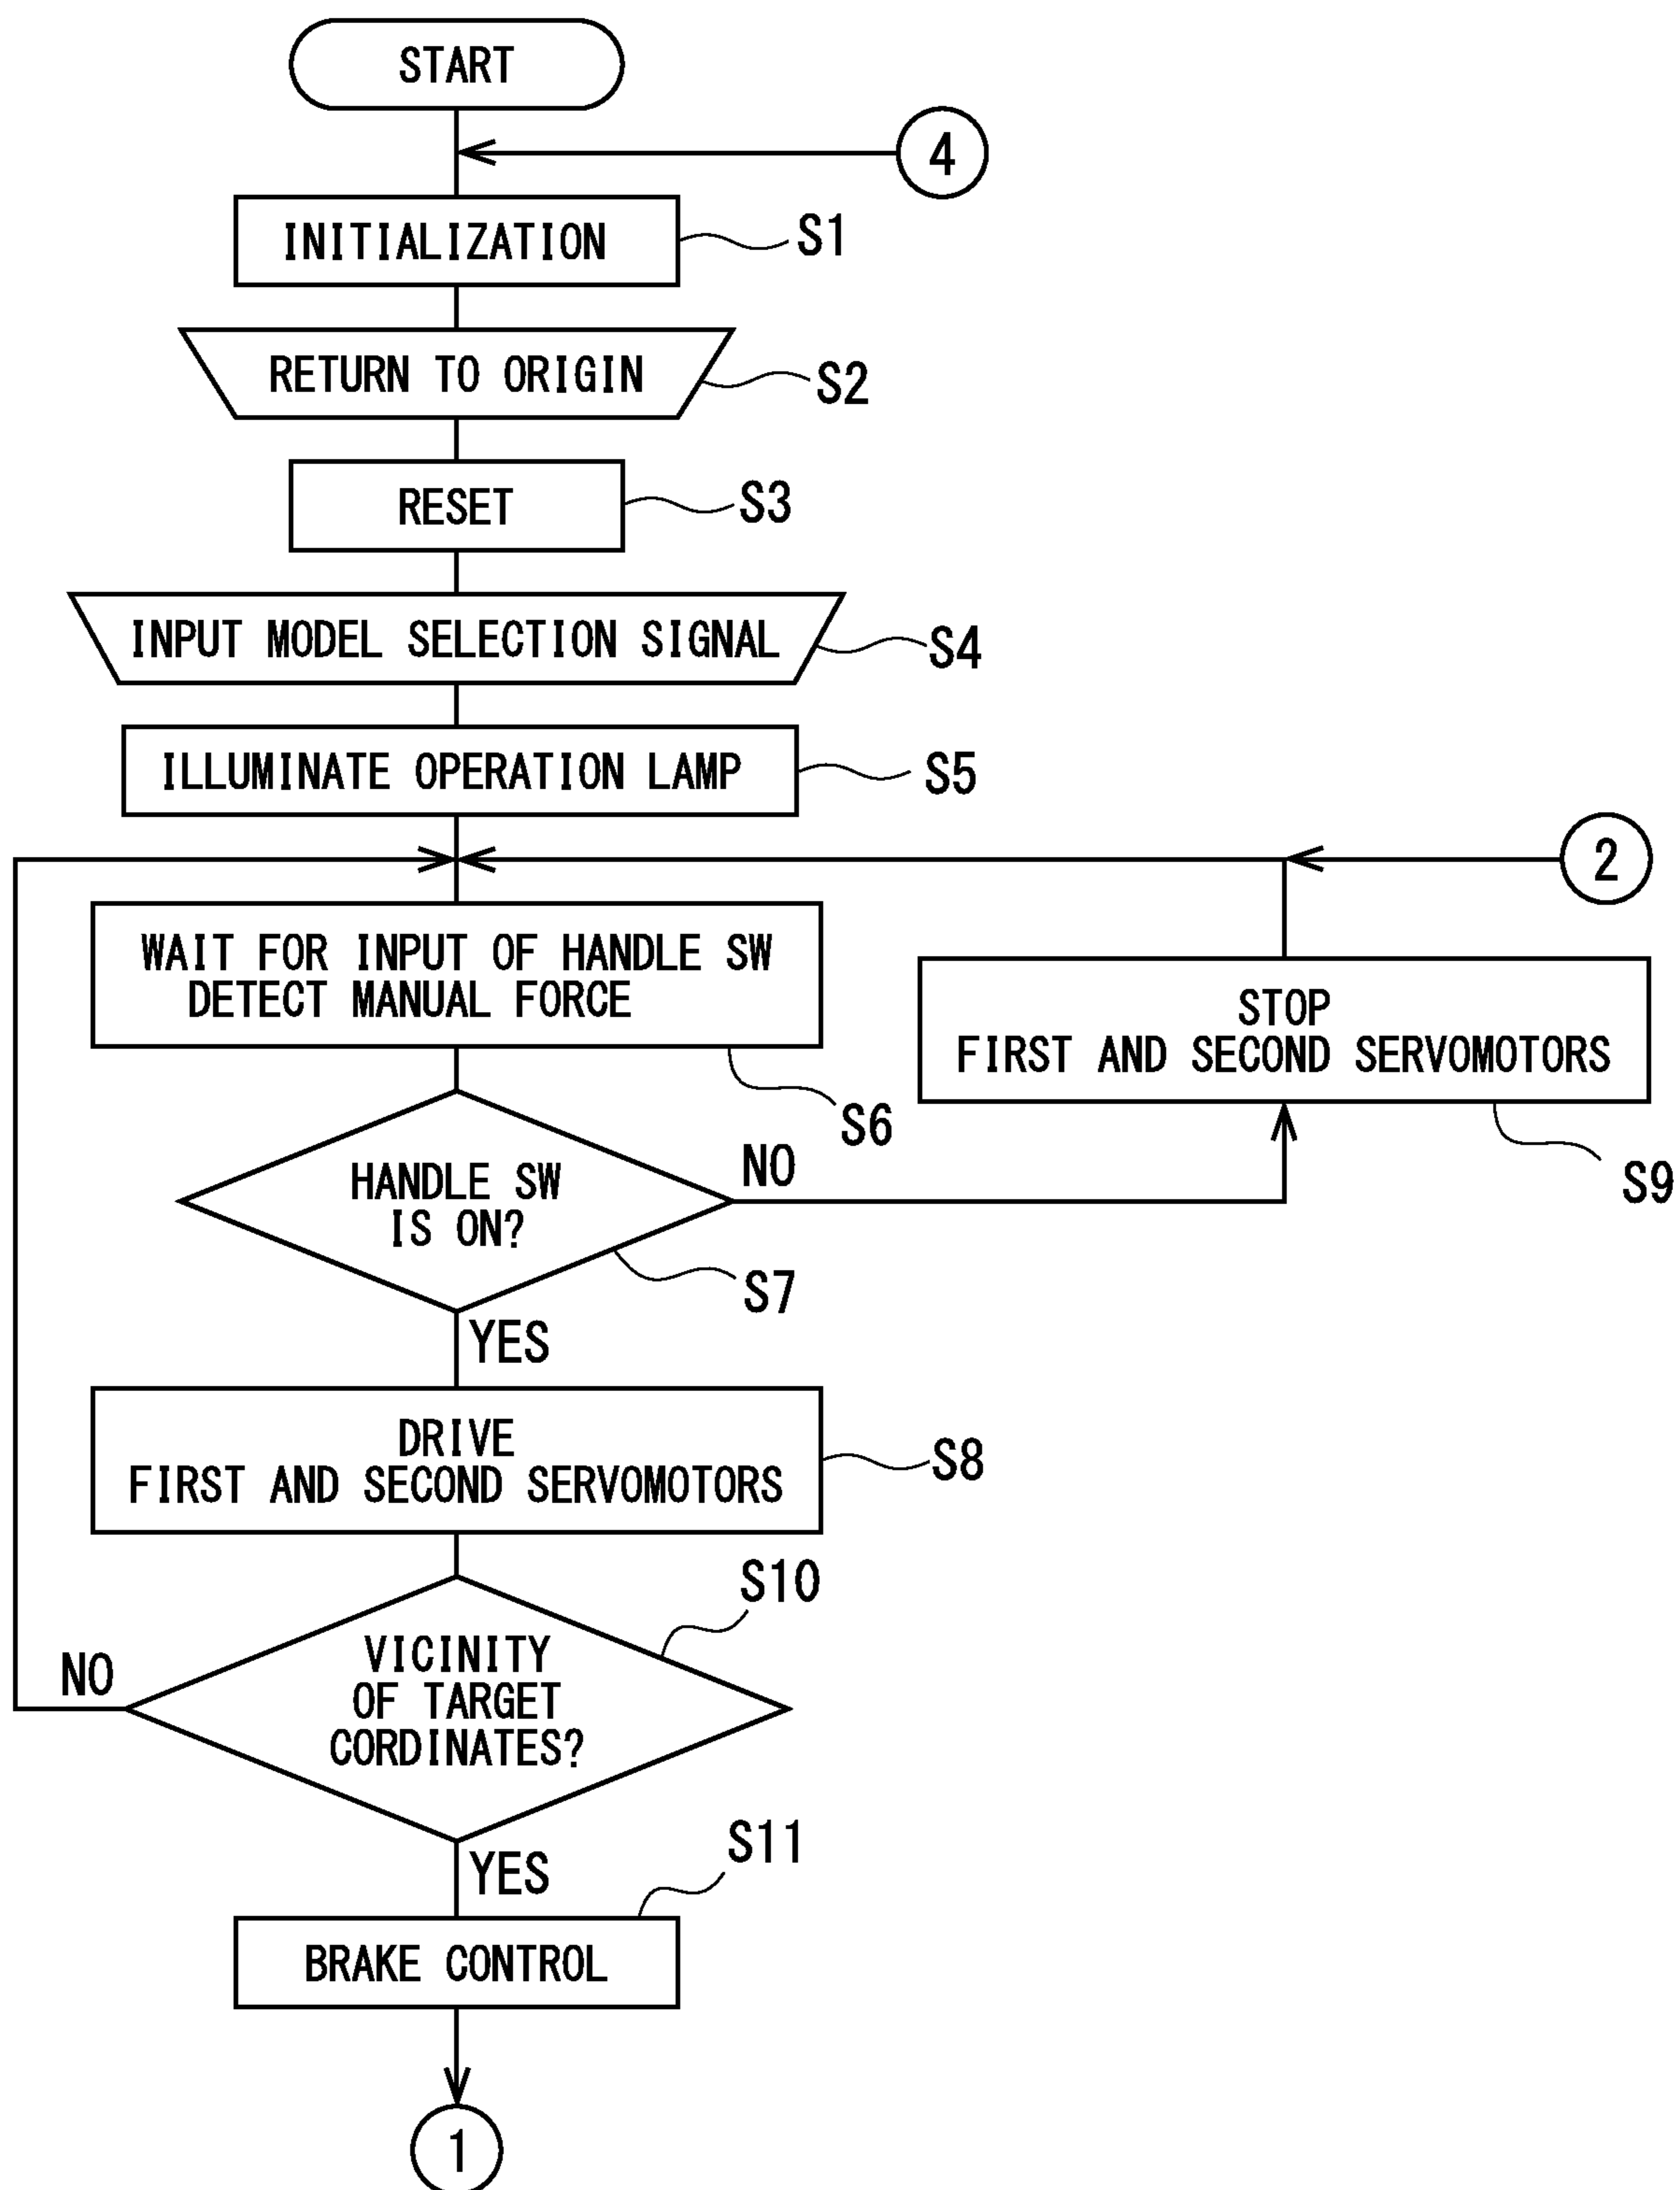 START
4
INITIALIZATION
S1
RETURN TO ORIGIN
S2
RESET
S3
INPUT MODEL SELECTION SIGNAL
S4
ILLUMINATE OPERATION LAMP
S5
2
WAIT FOR INPUT OF HANDLE SW
DETECT MANUAL FORCE
S6
STOP
FIRST AND SECOND SERVOMOTORS
S9
HANDLE SW
IS ON?
NO
S7
YES
DRIVE
FIRST AND SECOND SERVOMOTORS
S8
S10
VICINITY
OF TARGET
CORDINATES?
NO
YES
S11
BRAKE CONTROL
1